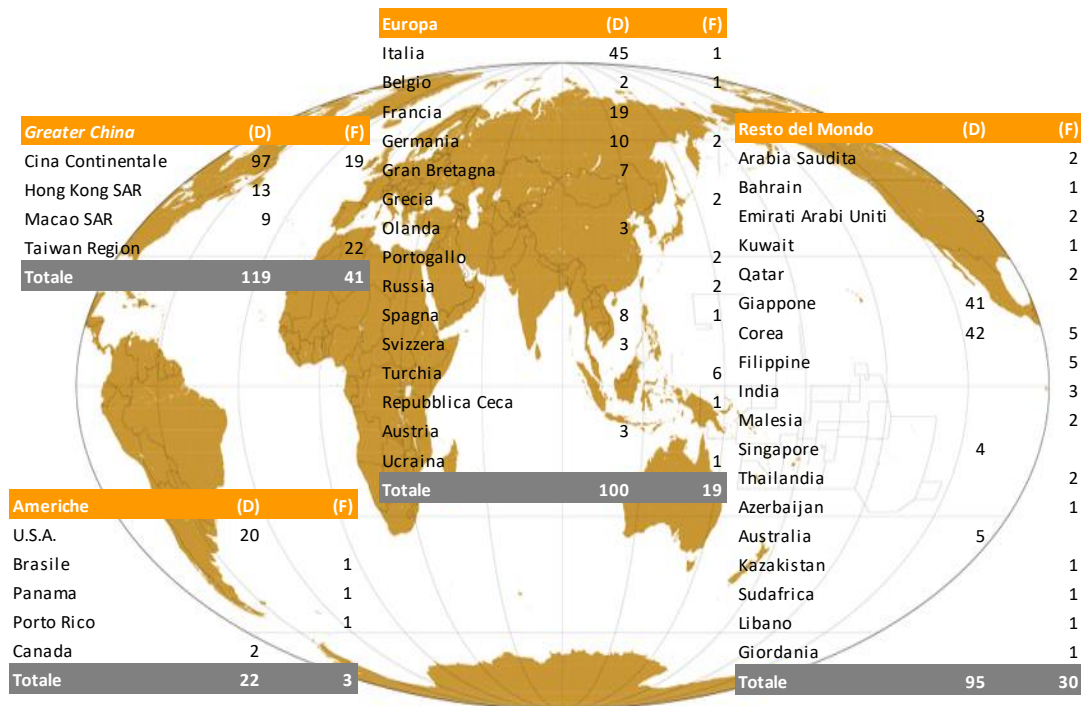 Europa (D) (F)
Italia 45 1
Belgio 2 1
Francia 19
Germania 10 2
Gran Bretagna 7
Grecia 2
Olanda 3
Portogallo 2
Russia 2
Spagna 8 1
Svizzera 3
Turchia 6
Repubblica Ceca 1
Austria 3
Ucraina 1
Totale 100 19
Greater China (D) (F)
Cina Continentale 97 19
Hong Kong SAR 13
Macao SAR 9
Taiwan Region 22
Totale 119 41
Resto del Mondo (D) (F)
Arabia Saudita 2
Bahrain 1
Emirati Arabi Uniti 3 2
Kuwait 1
Qatar 2
Giappone 41
Corea 42 5
Filippine 5
India 3
Malesia 2
Singapore 4
Thailandia 2
Azerbaijan 1
Australia 5
Kazakistan 1
Sudafrica 1
Libano 1
Giordania 1
Totale 95 30
Americhe (D) (F)
U.S.A. 20
Brasile 1
Panama 1
Porto Rico 1
Canada 2
Totale 22 3